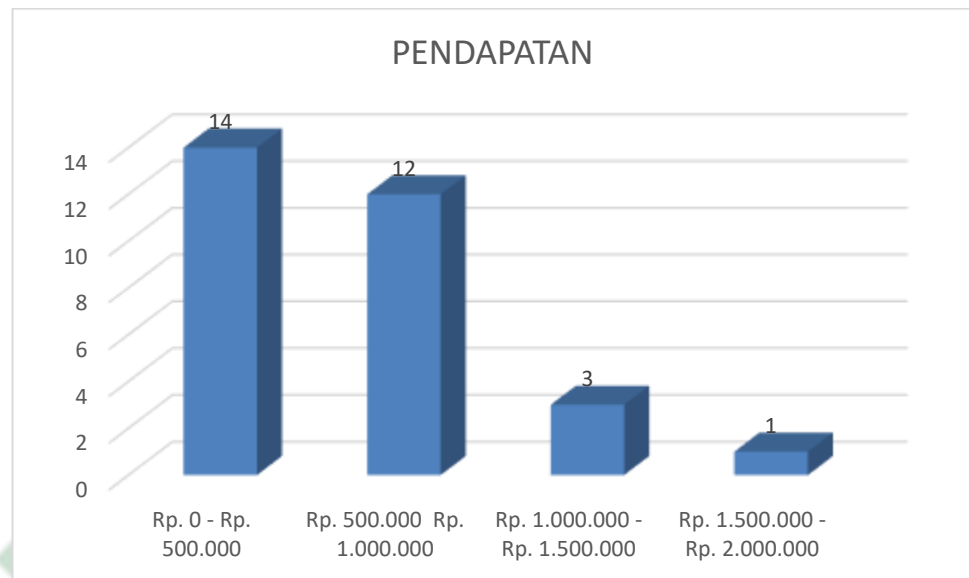 PENDAPATAN
14
12
3
1
14
12
10
8
6
4
2
0
Rp. 0 - Rp.
500.000
Rp. 500.000 Rp.
1.000.000
Rp. 1.000.000 -
Rp. 1.500.000
Rp. 1.500.000 -
Rp. 2.000.000